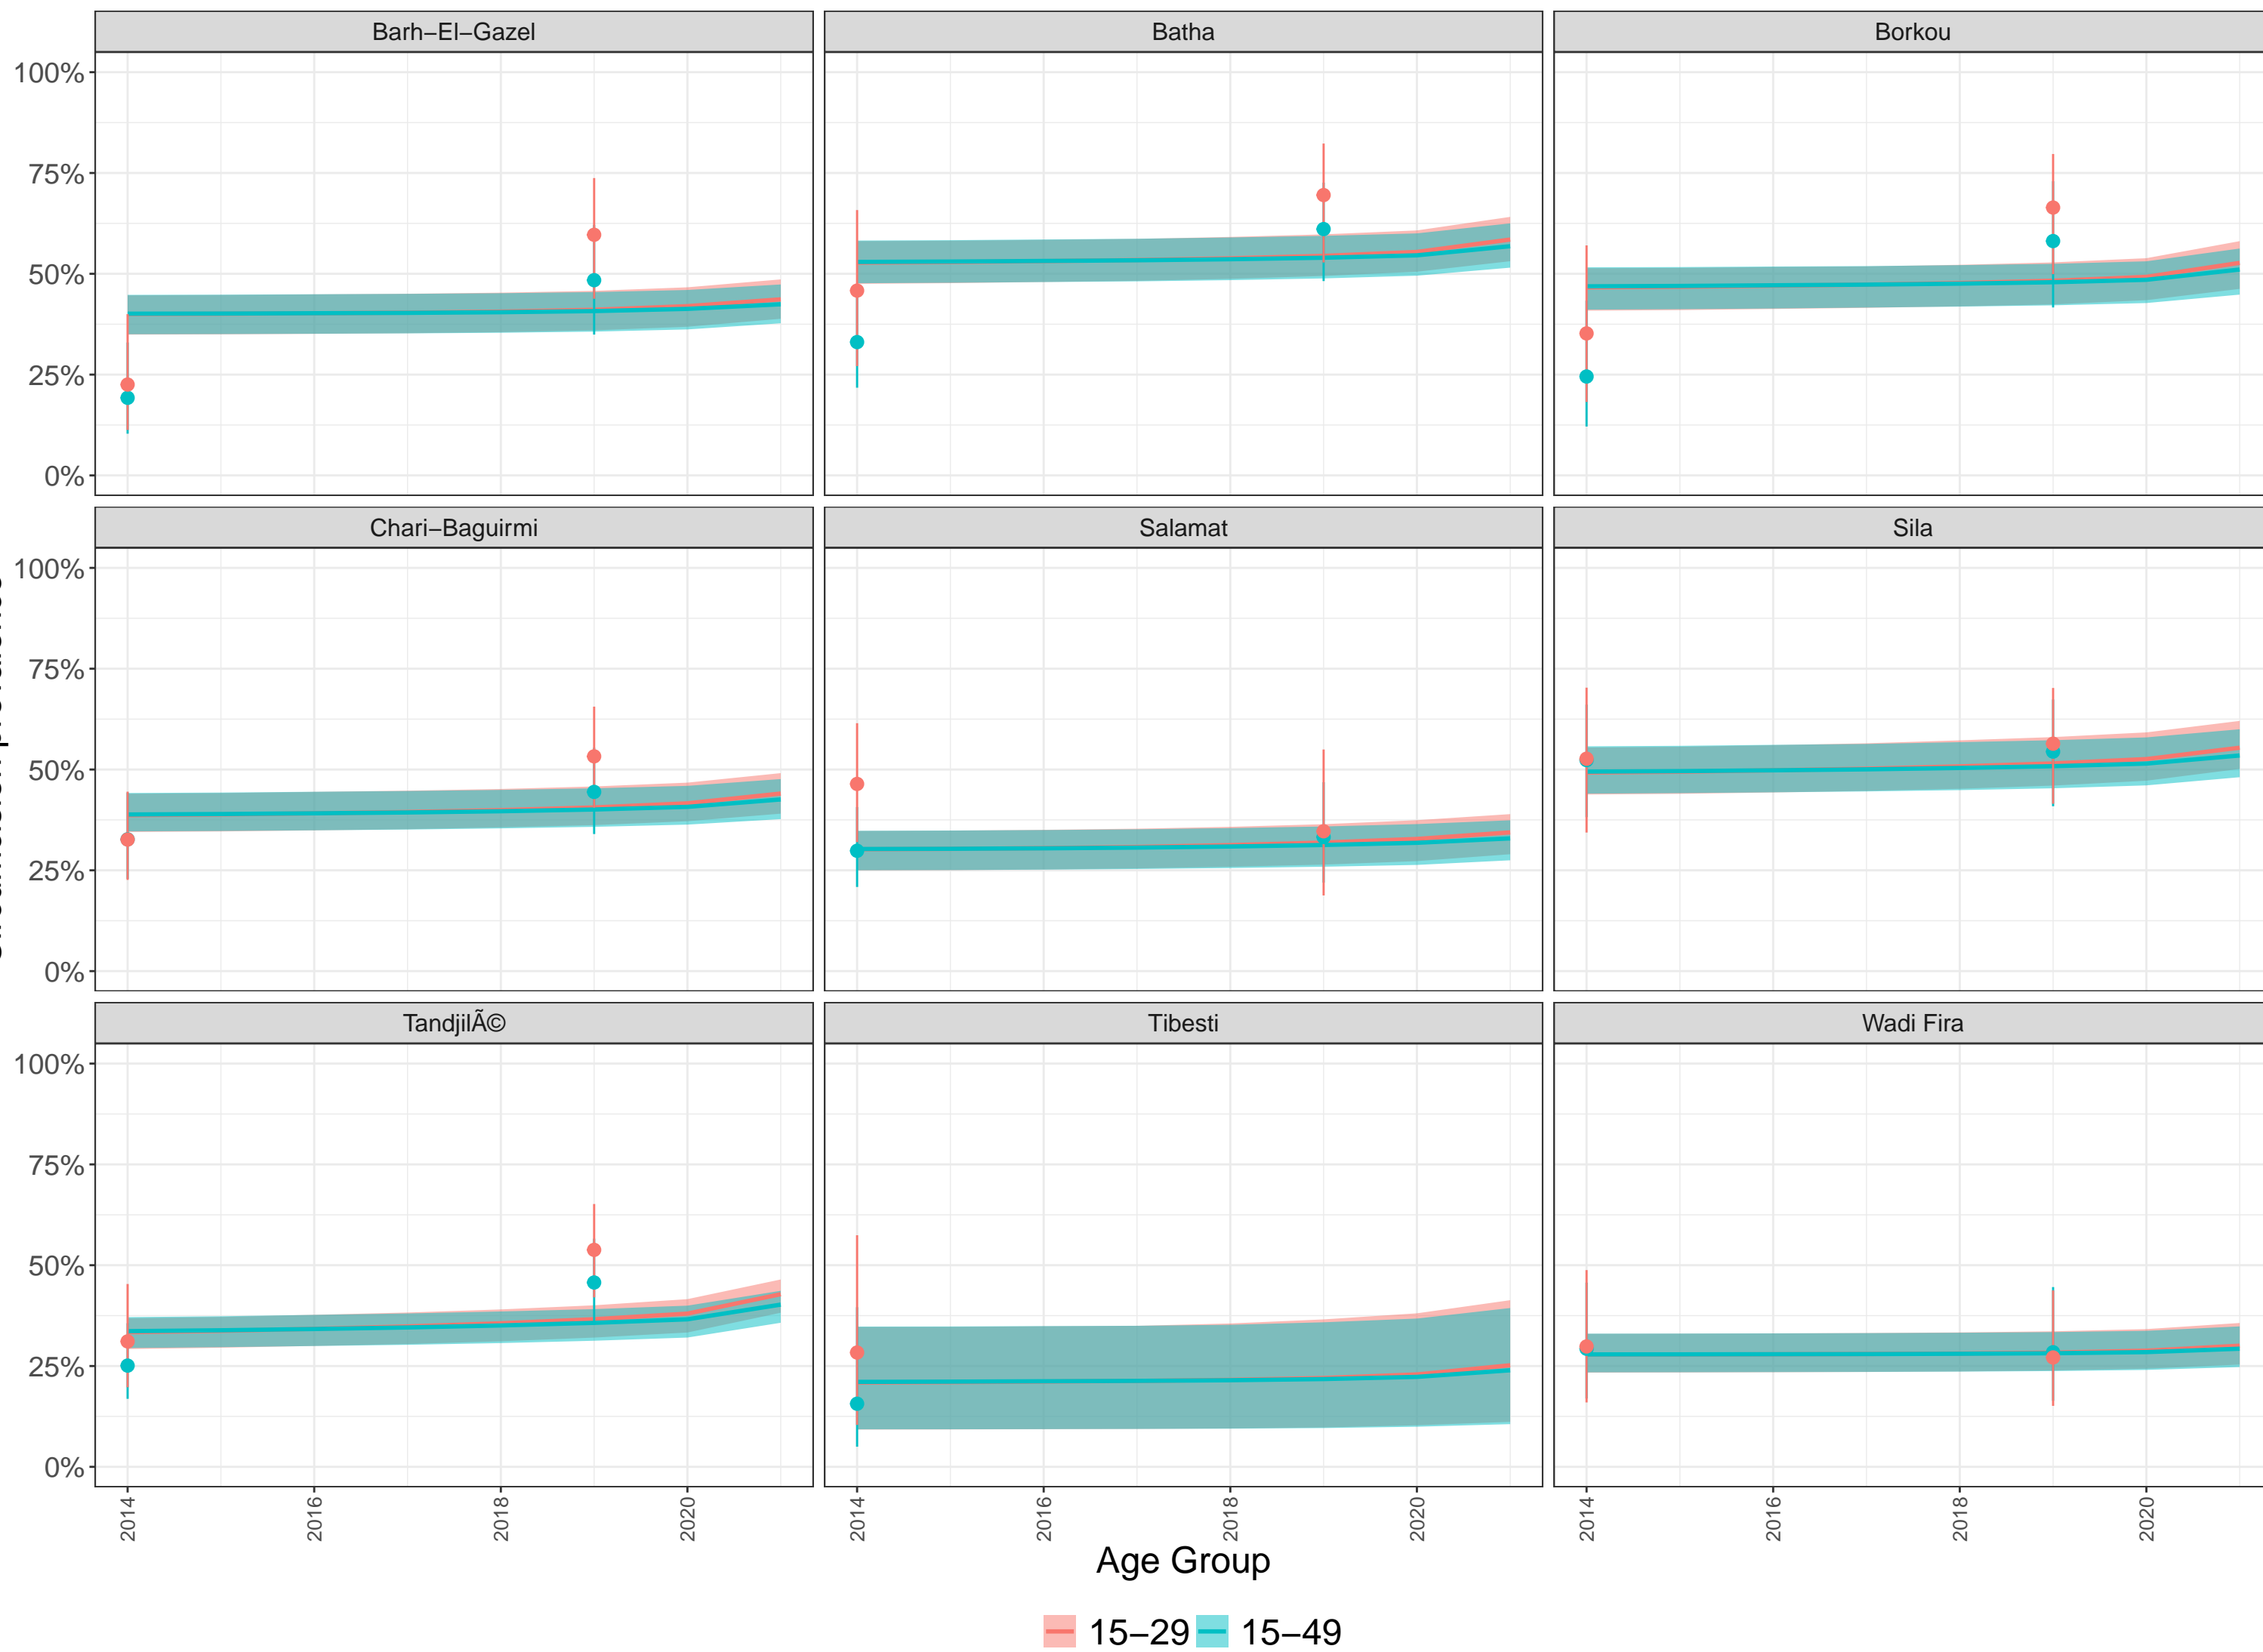 Barh−El−Gazel
Batha
Borkou
100%
75%
50%
25%
0%
Chari−Baguirmi
Salamat
Sila
100%
75%
50%
25%
0%
TandjilÃ©
Tibesti
Wadi Fira
100%
75%
50%
25%
0%
2014 2016 2018 2020
2014 2016 2018 2020
2014 2016 2018 2020
Age Group
15−29 15−49